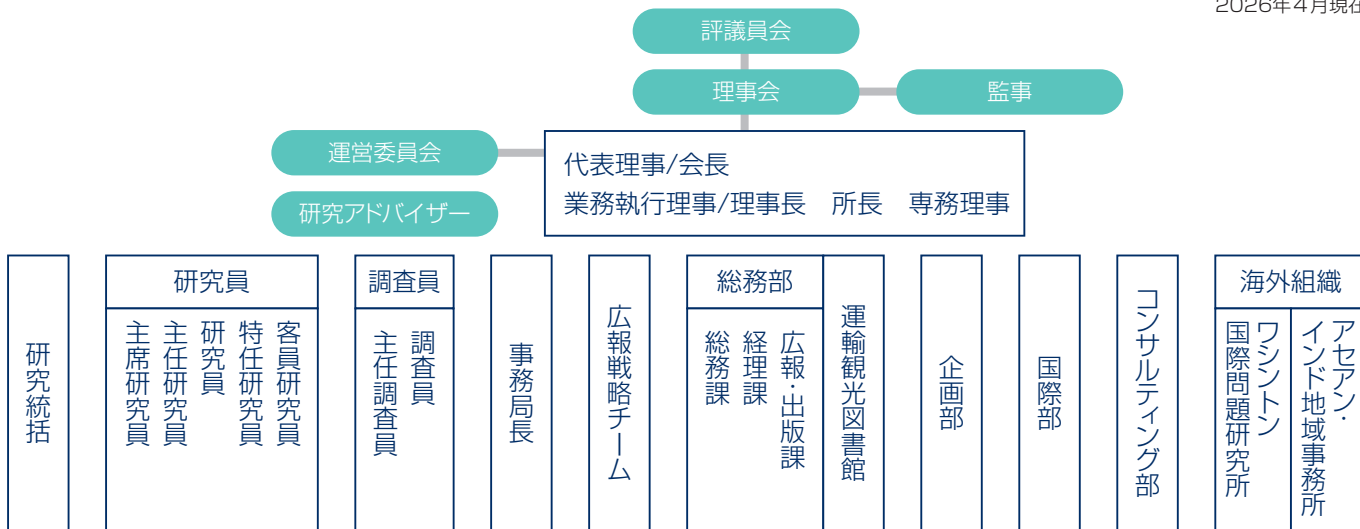 2026年4月現在
評議員会
理事会
監事
運営委員会
研究アドバイザー
代表理事/会長
業務執行理事/理事長　所長　専務理事
研究統括
研究員
主席研究員
主任研究員
研究員
特任研究員
客員研究員
調査員
主任調査員
調査員
事務局長
広報戦略チーム
総務部
総務課
経理課
広報・出版課
運輸観光図書館
企画部
国際部
コンサルティング部
海外組織
ワシントン
国際問題研究所
アセアン・
インド地域事務所